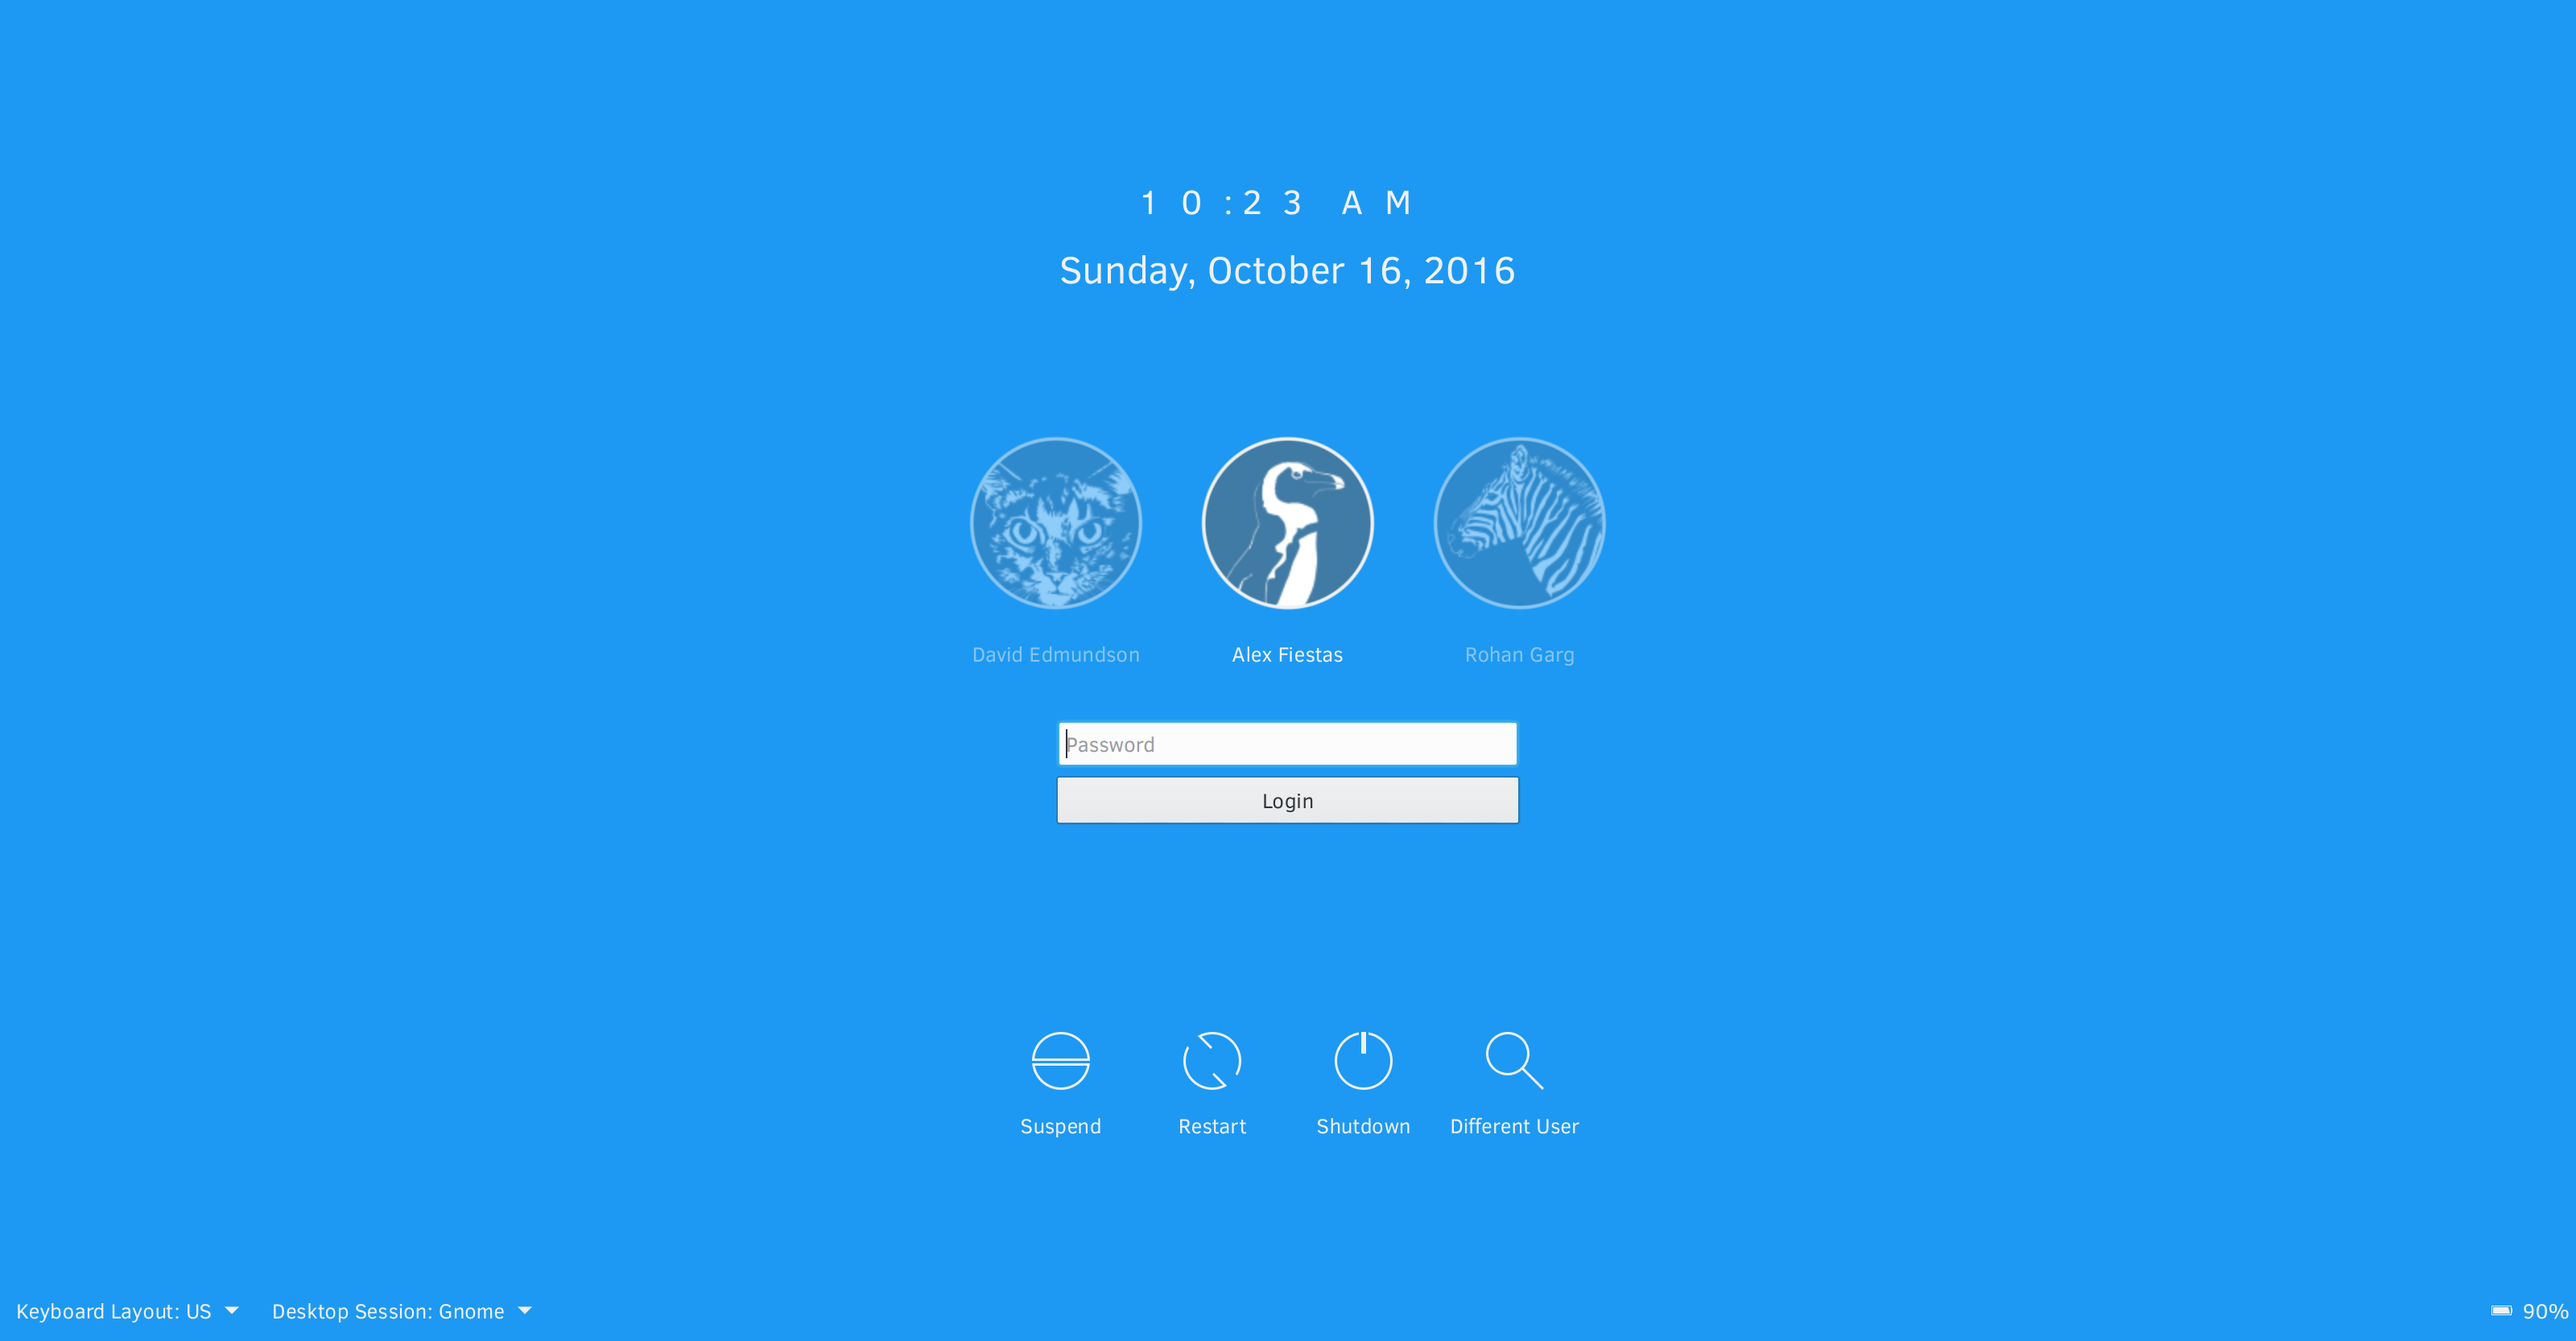 10:23 AM
Sunday, October 16, 2016
David Edmundson
Alex Fiestas
Rohan Garg
Password
Login
Suspend
Restart
Shutdown
Different User
Keyboard Layout: US
Desktop Session: Gnome
90%